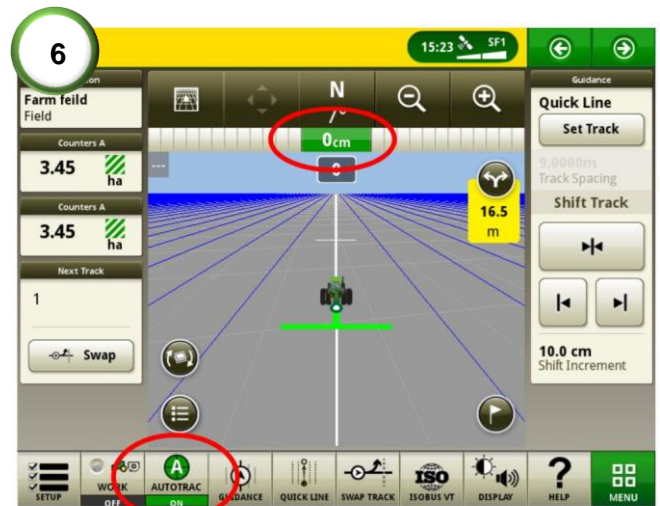 6
15:23 SF1
Farm feild
Field
Counters A
3.45 ha
Counters A
3.45 ha
Next Track
1
Swap
N
0cm
---
16.5
m
A
Guidance
Quick Line
Set Track
9.0000m
Track Spacing
Shift Track
10.0 cm
Shift Increment
SETUP
WORK
OFF
AUTOTRAC
ON
GUIDANCE
QUICK LINE
SWAP TRACK
ISO
ISOBUS VT
DISPLAY
?
HELP
MENU